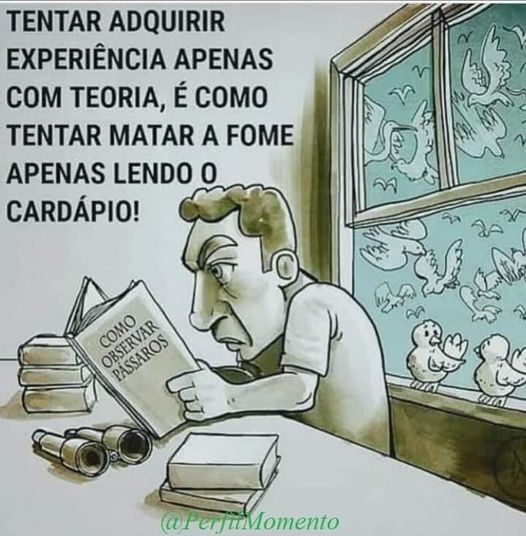 TENTAR ADQUIRIR
EXPERIÊNCIA APENAS
COM TEORIA, É COMO
TENTAR MATAR A FOME
APENAS LENDO O
CARDÁPIO!
COMO
OBSERVAR
PÁSSAROS
@PerfilMomento